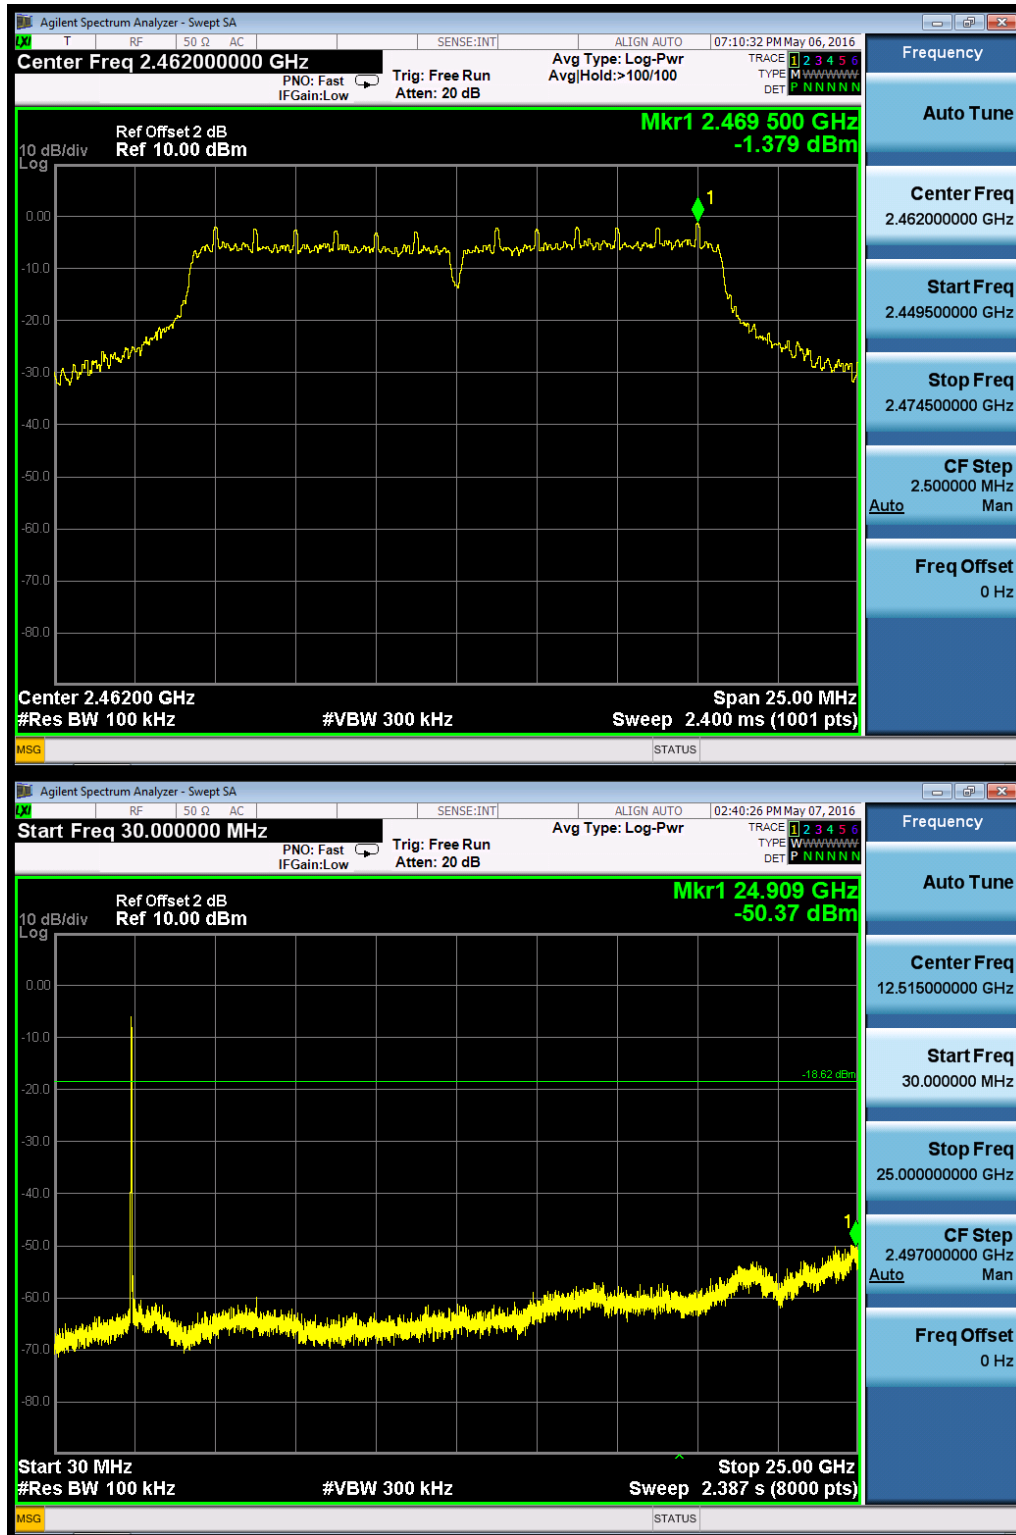 Agilent Spectrum Analyzer - Swept SA
LXI T RF 50 Ω AC SENSE:INT ALIGN AUTO 07:10:32 PM May 06, 2016
Center Freq 2.462000000 GHz
PNO: Fast
IFGain:Low
Trig: Free Run
Atten: 20 dB
Avg Type: Log-Pwr
Avg|Hold:>100/100
TRACE 1 2 3 4 5 6
TYPE M WWWWW
DET P N N N N N
Ref Offset 2 dB
Ref 10.00 dBm
10 dB/div
Log
Mkr1 2.469 500 GHz
-1.379 dBm
1
0.00
-10.0
-20.0
-30.0
-40.0
-50.0
-60.0
-70.0
-80.0
Center 2.46200 GHz
Span 25.00 MHz
#Res BW 100 kHz
#VBW 300 kHz
Sweep 2.400 ms (1001 pts)
MSG
STATUS
Frequency
Auto Tune
Center Freq
2.462000000 GHz
Start Freq
2.449500000 GHz
Stop Freq
2.474500000 GHz
CF Step
2.500000 MHz
Auto Man
Freq Offset
0 Hz
Agilent Spectrum Analyzer - Swept SA
LXI RF 50 Ω AC SENSE:INT ALIGN AUTO 02:40:26 PM May 07, 2016
Start Freq 30.000000 MHz
PNO: Fast
IFGain:Low
Trig: Free Run
Atten: 20 dB
Avg Type: Log-Pwr
TRACE 1 2 3 4 5 6
TYPE W WWWWW
DET P N N N N N
Ref Offset 2 dB
Ref 10.00 dBm
10 dB/div
Log
Mkr1 24.909 GHz
-50.37 dBm
0.00
-10.0
-18.62 dBm
-20.0
-30.0
-40.0
1
-50.0
-60.0
-70.0
-80.0
Start 30 MHz
Stop 25.00 GHz
#Res BW 100 kHz
#VBW 300 kHz
Sweep 2.387 s (8000 pts)
MSG
STATUS
Frequency
Auto Tune
Center Freq
12.515000000 GHz
Start Freq
30.000000 MHz
Stop Freq
25.000000000 GHz
CF Step
2.497000000 GHz
Auto Man
Freq Offset
0 Hz